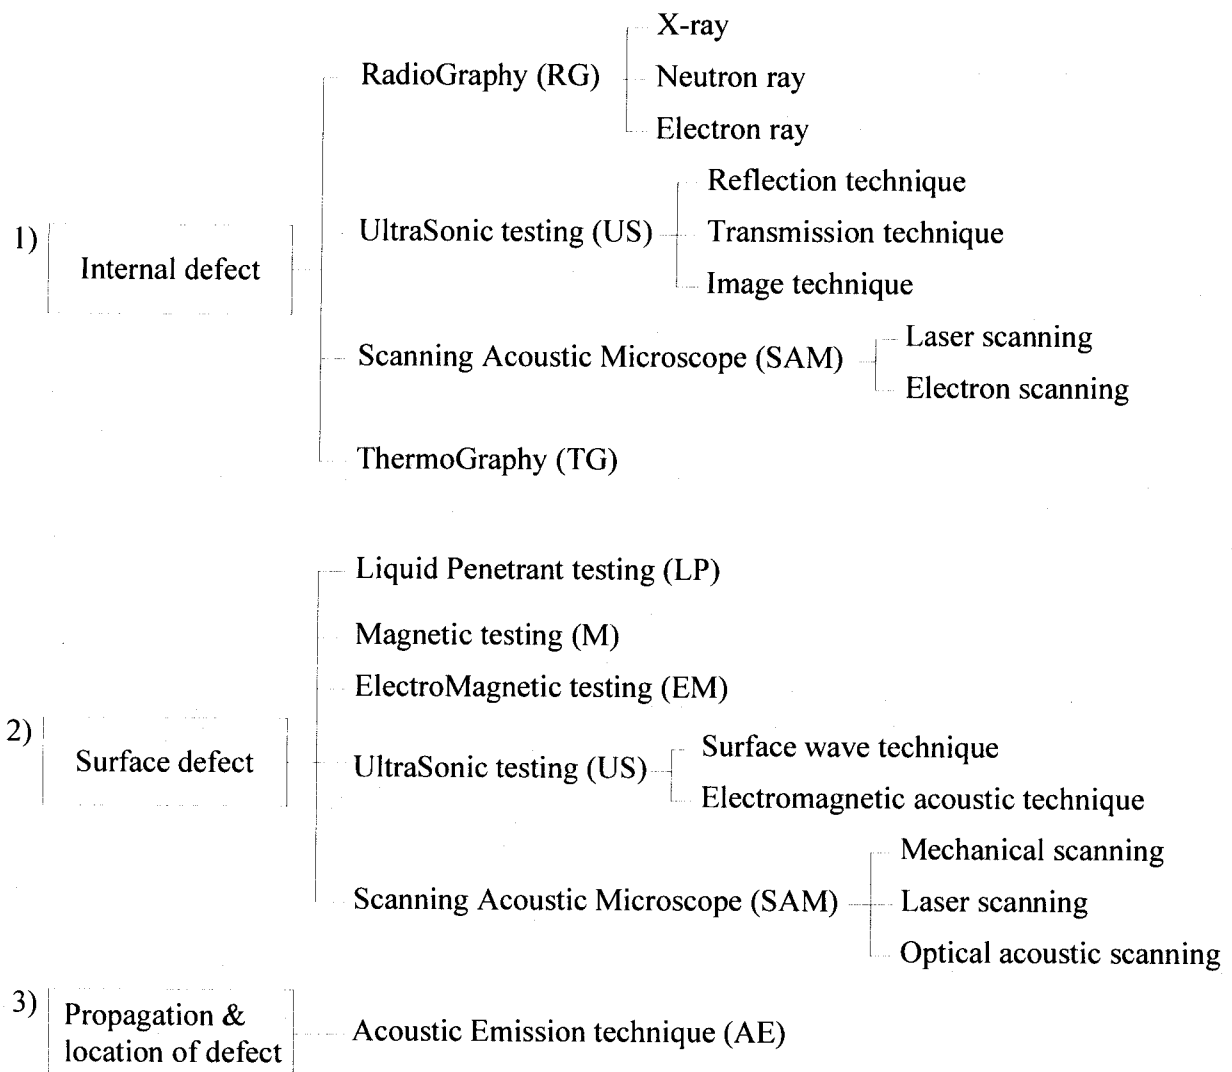 X-ray
RadioGraphy (RG)
Neutron ray
Electron ray
Reflection technique
1)
UltraSonic testing (US)
Transmission technique
Internal defect
Image technique
Laser scanning
Scanning Acoustic Microscope (SAM)
Electron scanning
ThermoGraphy (TG)
Liquid Penetrant testing (LP)
Magnetic testing (M)
ElectroMagnetic testing (EM)
2)
Surface defect
Surface wave technique
UltraSonic testing (US)
Electromagnetic acoustic technique
Mechanical scanning
Scanning Acoustic Microscope (SAM)
Laser scanning
Optical acoustic scanning
3)
Propagation &
location of defect
Acoustic Emission technique (AE)